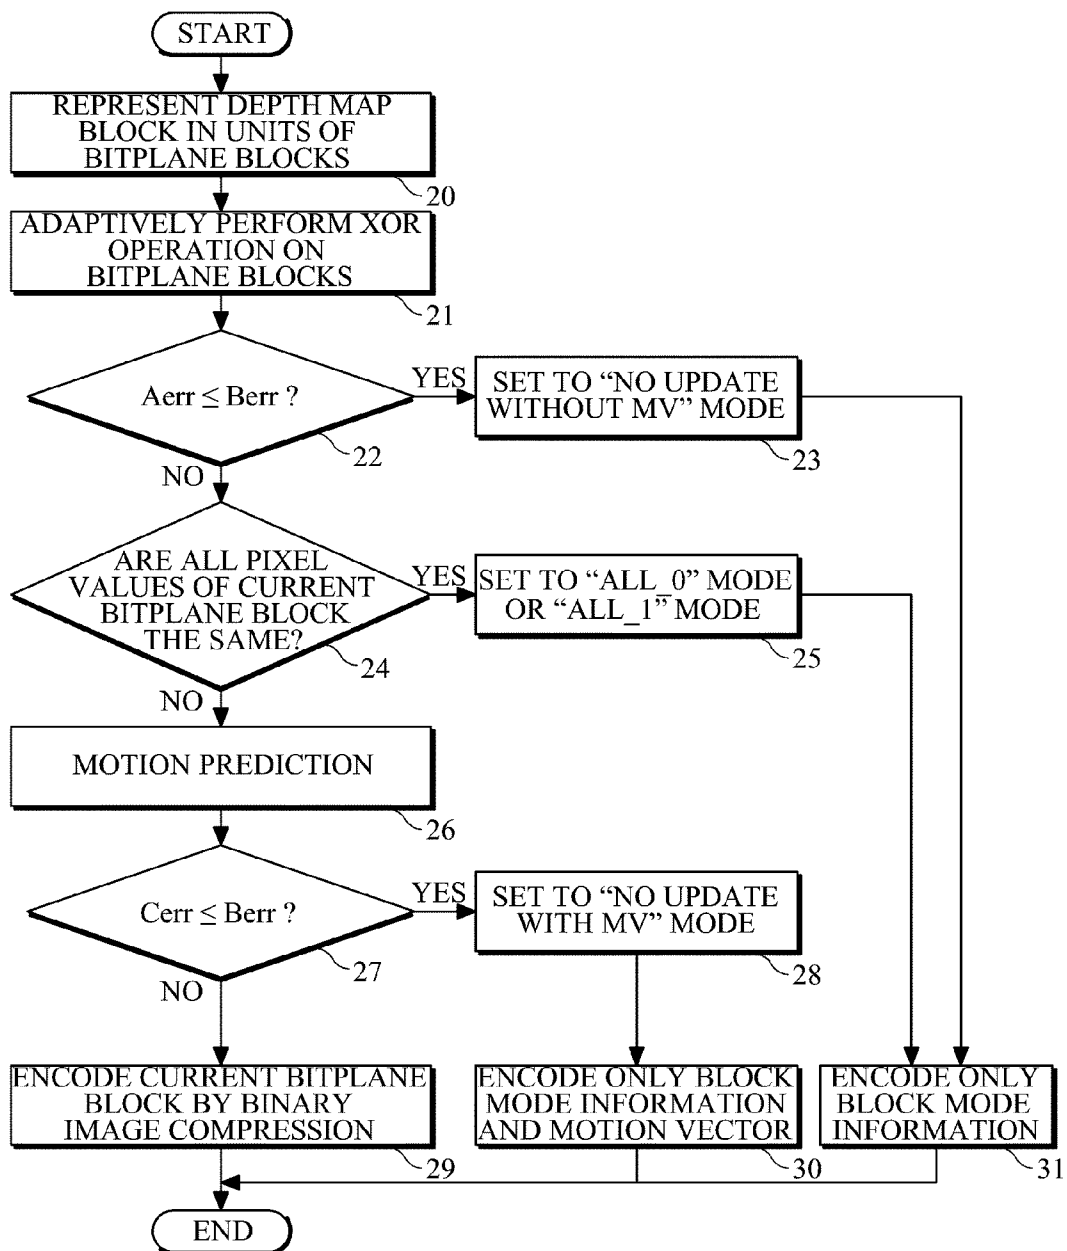 START
REPRESENT DEPTH MAP
BLOCK IN UNITS OF
BITPLANE BLOCKS
20
ADAPTIVELY PERFORM XOR
OPERATION ON
BITPLANE BLOCKS
21
Aerr ≤ Berr ?
22
YES
SET TO “NO UPDATE
WITHOUT MV” MODE
23
NO
ARE ALL PIXEL
VALUES OF CURRENT
BITPLANE BLOCK
THE SAME?
24
YES
SET TO “ALL_0” MODE
OR “ALL_1” MODE
25
NO
MOTION PREDICTION
26
Cerr ≤ Berr ?
27
YES
SET TO “NO UPDATE
WITH MV” MODE
28
NO
ENCODE CURRENT BITPLANE
BLOCK BY BINARY
IMAGE COMPRESSION
29
ENCODE ONLY BLOCK
MODE INFORMATION
AND MOTION VECTOR
30
ENCODE ONLY
BLOCK MODE
INFORMATION
31
END